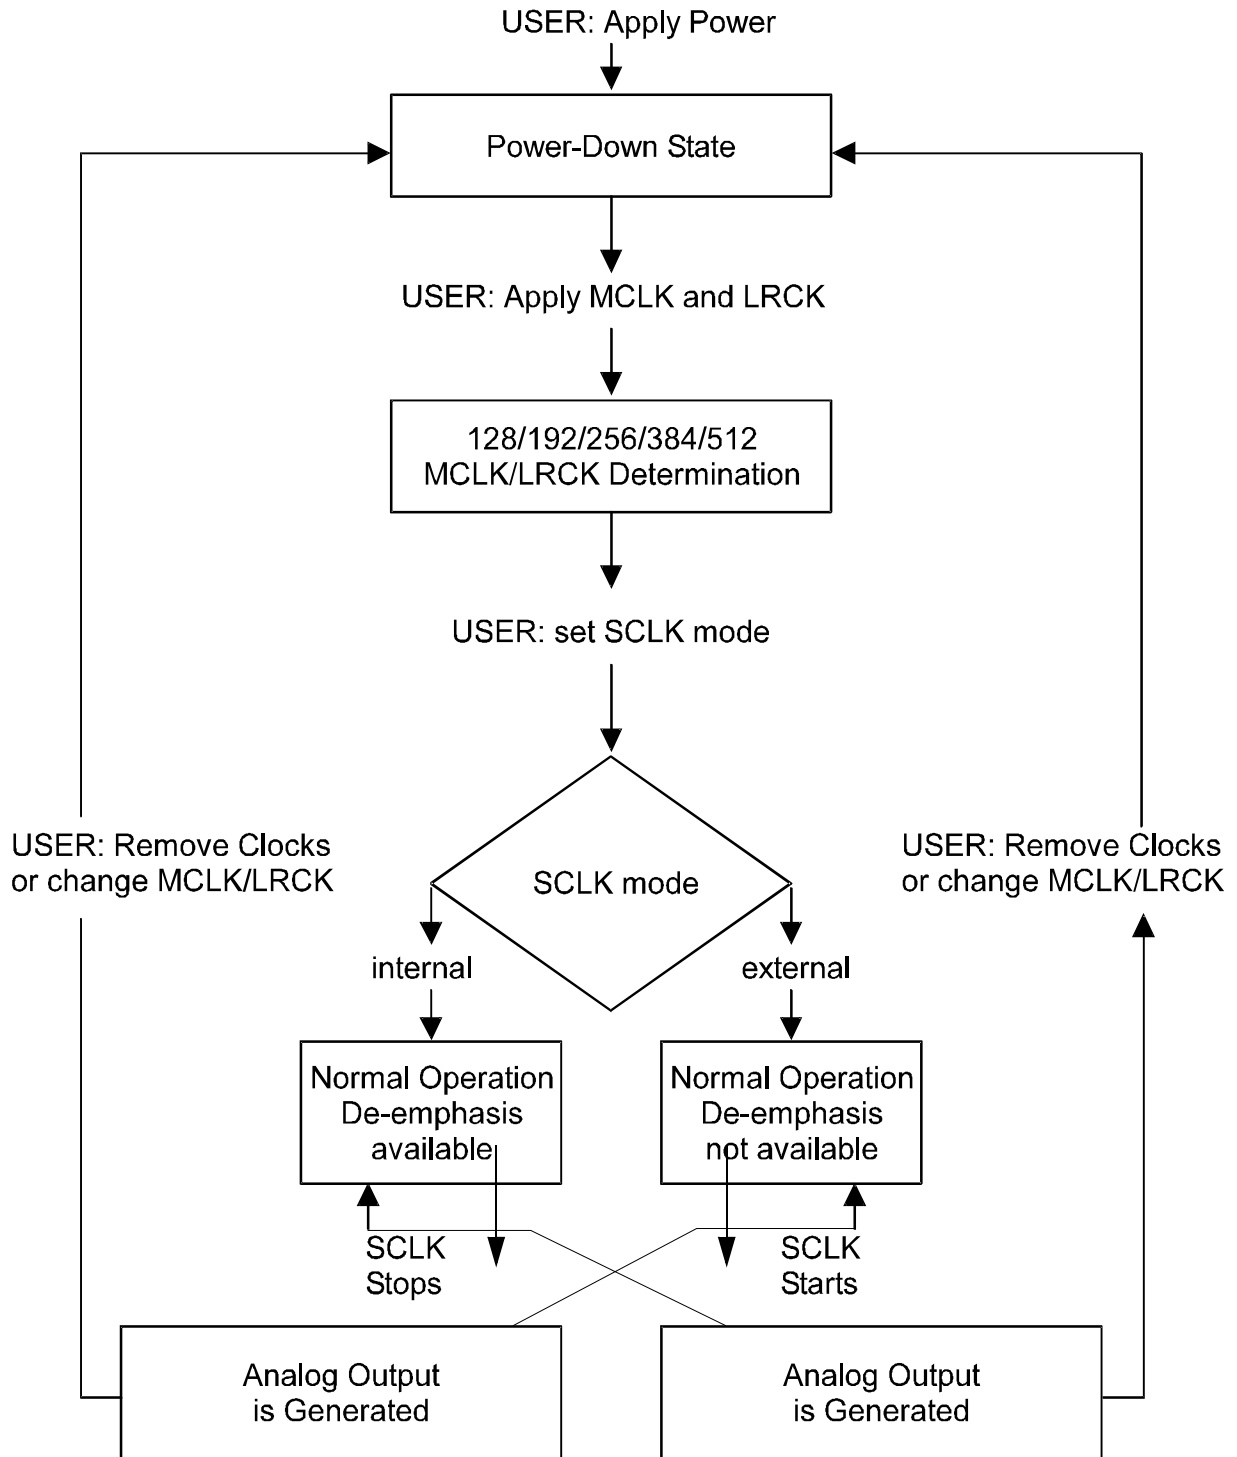 USER: Apply Power
Power-Down State
USER: Apply MCLK and LRCK
128/192/256/384/512
MCLK/LRCK Determination
USER: set SCLK mode
USER: Remove Clocks
or change MCLK/LRCK
SCLK mode
USER: Remove Clocks
or change MCLK/LRCK
internal
external
Normal Operation
De-emphasis
available
Normal Operation
De-emphasis
not available
SCLK
Stops
SCLK
Starts
Analog Output
is Generated
Analog Output
is Generated